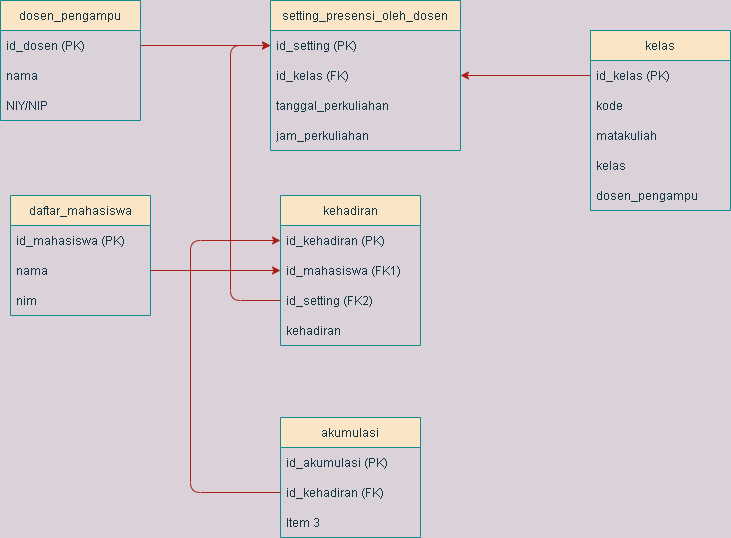 dosen_pengampu
id_dosen (PK)
nama
NIY/NIP
setting_presensi_oleh_dosen
id_setting (PK)
id_kelas (FK)
tanggal_perkuliahan
jam_perkuliahan
kelas
id_kelas (PK)
kode
matakuliah
kelas
dosen_pengampu
daftar_mahasiswa
id_mahasiswa (PK)
nama
nim
kehadiran
id_kehadiran (PK)
id_mahasiswa (FK1)
id_setting (FK2)
kehadiran
akumulasi
id_akumulasi (PK)
id_kehadiran (FK)
Item 3